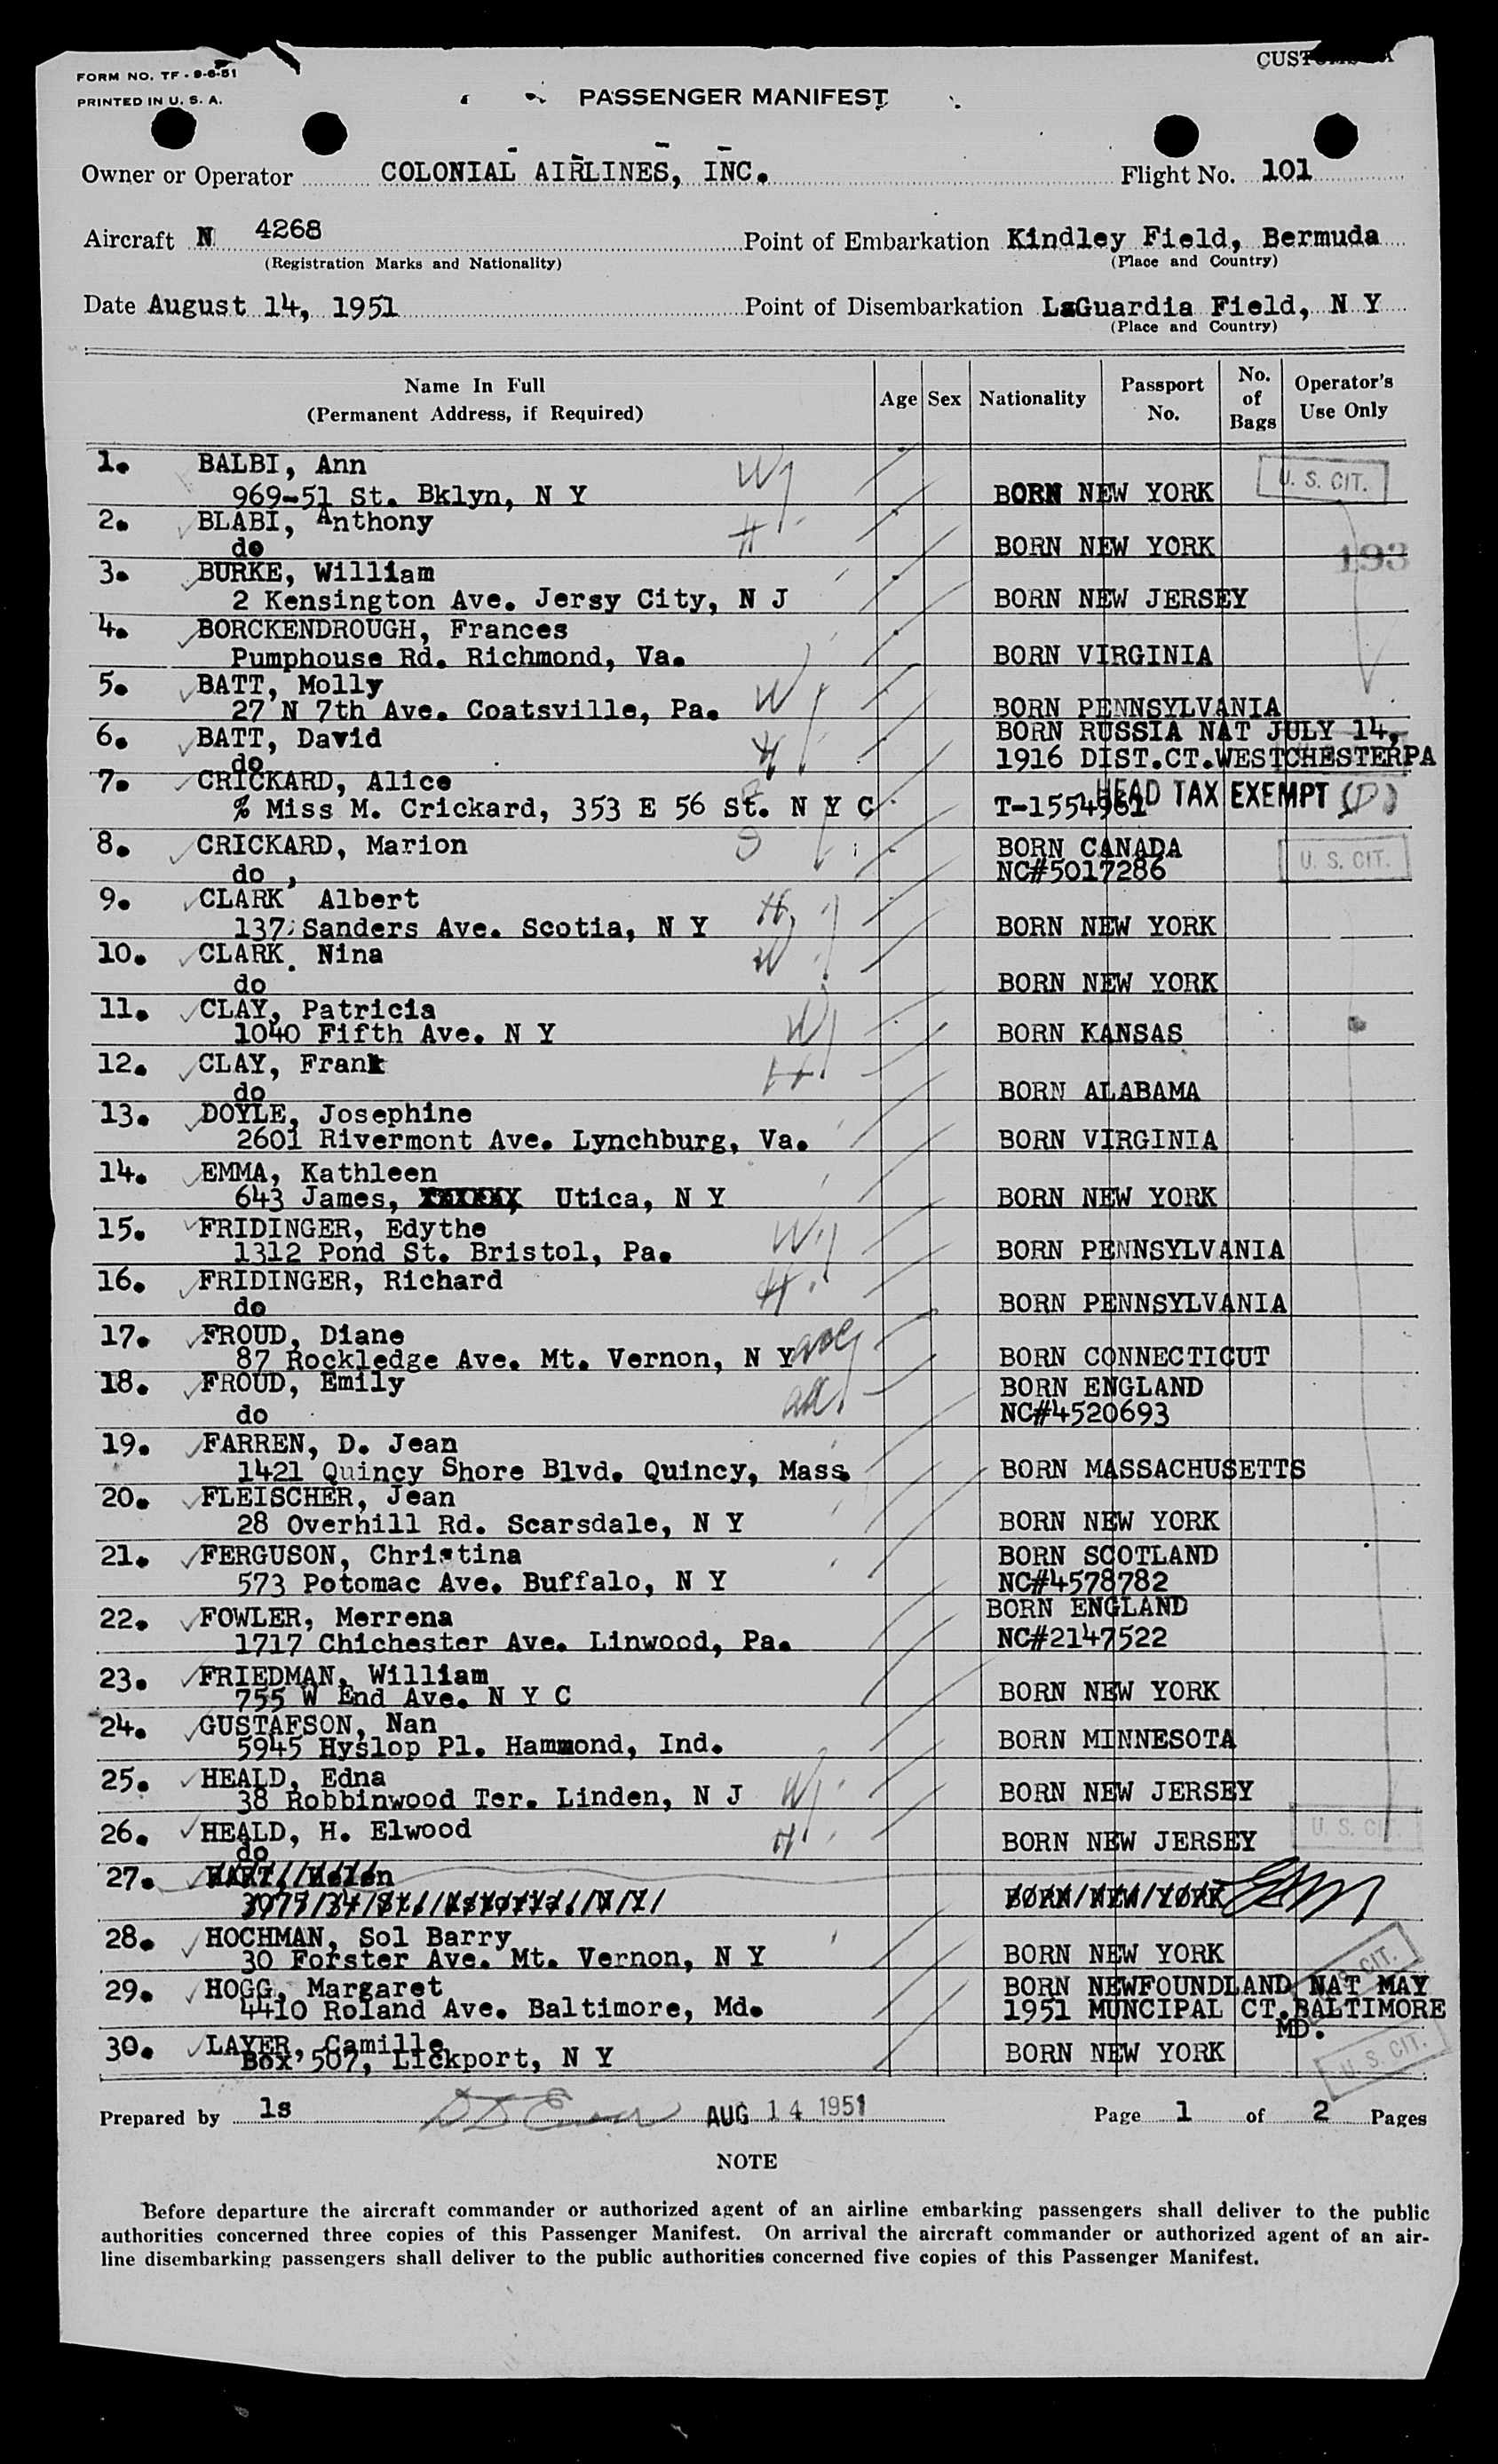 FORM NO. TF - 9-6-51
PRINTED IN U. S. A.
PASSENGER MANIFEST
Owner or Operator COLONIAL AIRLINES, INC. Flight No. 101
Aircraft N 4268 Point of Embarkation Kindley Field, Bermuda
(Registration Marks and Nationality) (Place and Country)
Date August 14, 1951 Point of Disembarkation LaGuardia Field, N Y
(Place and Country)
Name In Full (Permanent Address, if Required) Age Sex Nationality Passport No. No. of Bags Operator's Use Only
1. BALBI, Ann W
969-51 St. Bklyn, N Y BORN NEW YORK U. S. CIT.
2. BLABI, Anthony H
do BORN NEW YORK 193
3. BURKE, William
2 Kensington Ave. Jersy City, N J BORN NEW JERSEY
4. BORCKENDROUGH, Frances
Pumphouse Rd. Richmond, Va. BORN VIRGINIA
5. BATT, Molly W
27 N 7th Ave. Coatsville, Pa. BORN PENNSYLVANIA
6. BATT, David H BORN RUSSIA NAT JULY 14,
do 1916 DIST.CT.WESTCHESTERPA
7. CRICKARD, Alice
% Miss M. Crickard, 353 E 56 St. N Y C T-1554961 HEAD TAX EXEMPT
8. CRICKARD, Marion BORN CANADA U. S. CIT.
do , NC#5017286
9. CLARK Albert H
137 Sanders Ave. Scotia, N Y BORN NEW YORK
10. CLARK. Nina W
do BORN NEW YORK
11. CLAY, Patricia W
1040 Fifth Ave. N Y BORN KANSAS
12. CLAY, Frank H
do BORN ALABAMA
13. DOYLE, Josephine
2601 Rivermont Ave. Lynchburg, Va. BORN VIRGINIA
14. EMMA, Kathleen
643 James, Utica, N Y BORN NEW YORK
15. FRIDINGER, Edythe W
1312 Pond St. Bristol, Pa. BORN PENNSYLVANIA
16. FRIDINGER, Richard H
do BORN PENNSYLVANIA
17. FROUD, Diane
87 Rockledge Ave. Mt. Vernon, N Y BORN CONNECTICUT
18. FROUD, Emily BORN ENGLAND
do NC#4520693
19. FARREN, D. Jean
1421 Quincy Shore Blvd. Quincy, Mass. BORN MASSACHUSETTS
20. FLEISCHER, Jean
28 Overhill Rd. Scarsdale, N Y BORN NEW YORK
21. FERGUSON, Christina BORN SCOTLAND
573 Potomac Ave. Buffalo, N Y NC#4578782
22. FOWLER, Merrena BORN ENGLAND
1717 Chichester Ave. Linwood, Pa. NC#2147522
23. FRIEDMAN, William
755 W End Ave. N Y C BORN NEW YORK
24. GUSTAFSON, Nan
5945 Hyslop Pl. Hammond, Ind. BORN MINNESOTA
25. HEALD, Edna W
38 Robbinwood Ter. Linden, N J BORN NEW JERSEY
26. HEALD, H. Elwood H
do BORN NEW JERSEY U. S. CIT.
27. HART, Helen
BORN NEW YORK
28. HOCHMAN, Sol Barry
30 Forster Ave. Mt. Vernon, N Y BORN NEW YORK
29. HOGG, Margaret BORN NEWFOUNDLAND NAT MAY
4410 Roland Ave. Baltimore, Md. 1951 MUNCIPAL CT.BALTIMORE
MD.
30. LAYER, Camille
Box 507, Lickport, N Y BORN NEW YORK U. S. CIT.
Prepared by ls AUG 14 1951 Page 1 of 2 Pages
NOTE
Before departure the aircraft commander or authorized agent of an airline embarking passengers shall deliver to the public
authorities concerned three copies of this Passenger Manifest. On arrival the aircraft commander or authorized agent of an air-
line disembarking passengers shall deliver to the public authorities concerned five copies of this Passenger Manifest.